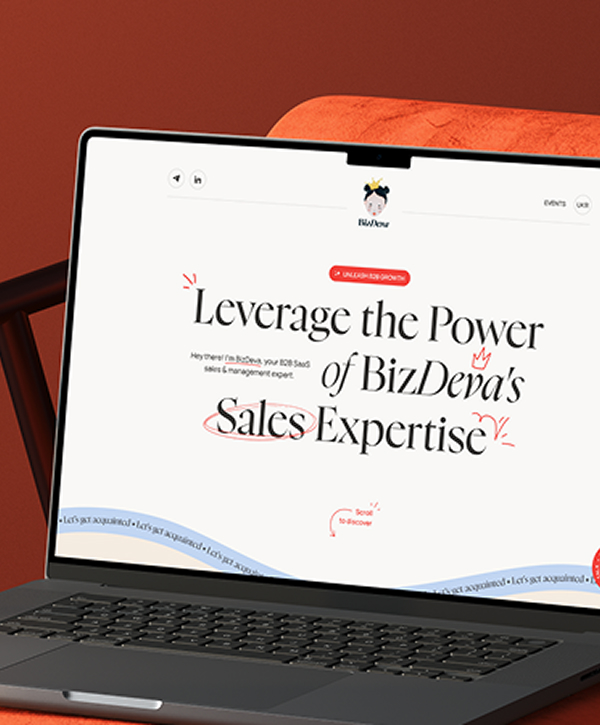 in
BizDeva
EVENTS
UKR
UNLEASH B2B GROWTH
Leverage the Power
Hey there! I'm BizDeva, your B2B SaaS
sales & management expert.
of BizDeva's
Sales Expertise
Scroll
to discover
• Let's get acquainted • Let's get acquainted • Let's get acquainted
acquainted • Let's get acquainted •